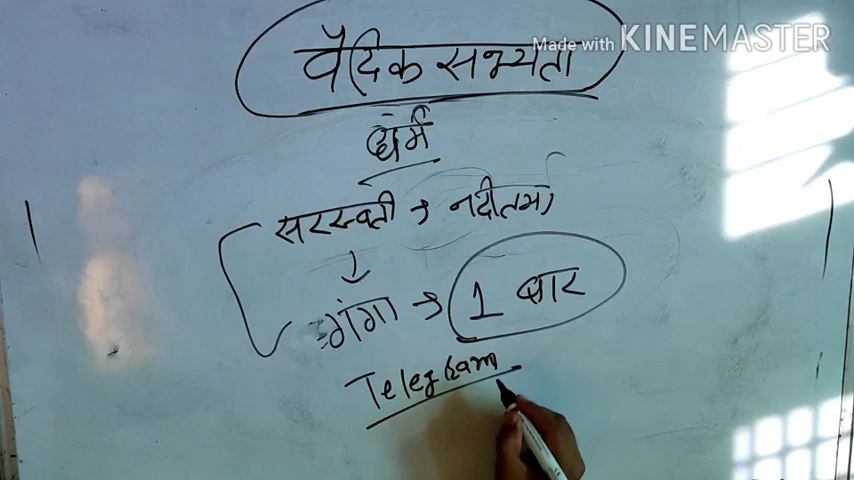 Made with KINEMASTER
वैदिक सभ्यता
धर्म
सरस्वती → नदीतमा
गंगा → 1 बार
Telegram